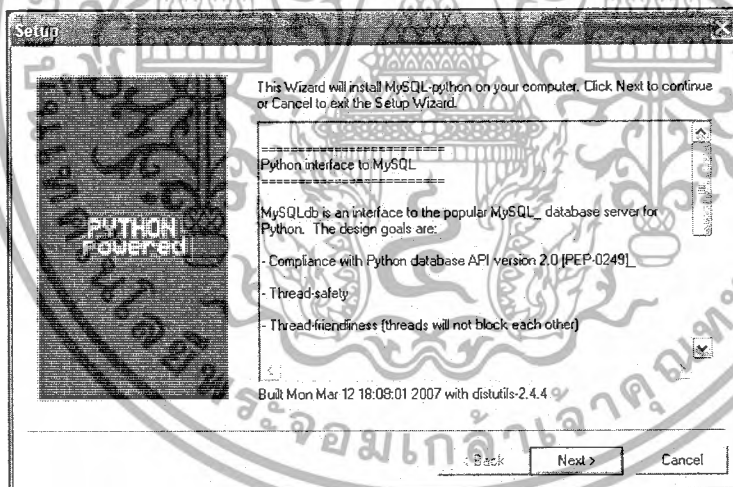 Setup
This Wizard will install MySQL-python on your computer. Click Next to continue
or Cancel to exit the Setup Wizard.
=======================
Python interface to MySQL
=======================
MySQLdb is an interface to the popular MySQL_ database server for
Python. The design goals are:
- Compliance with Python database API version 2.0 [PEP-0249]_
- Thread-safety
- Thread-friendliness (threads will not block each other)
PYTHON
Powered
Built Mon Mar 12 18:08:01 2007 with distutils-2.4.4
< Back
Next >
Cancel